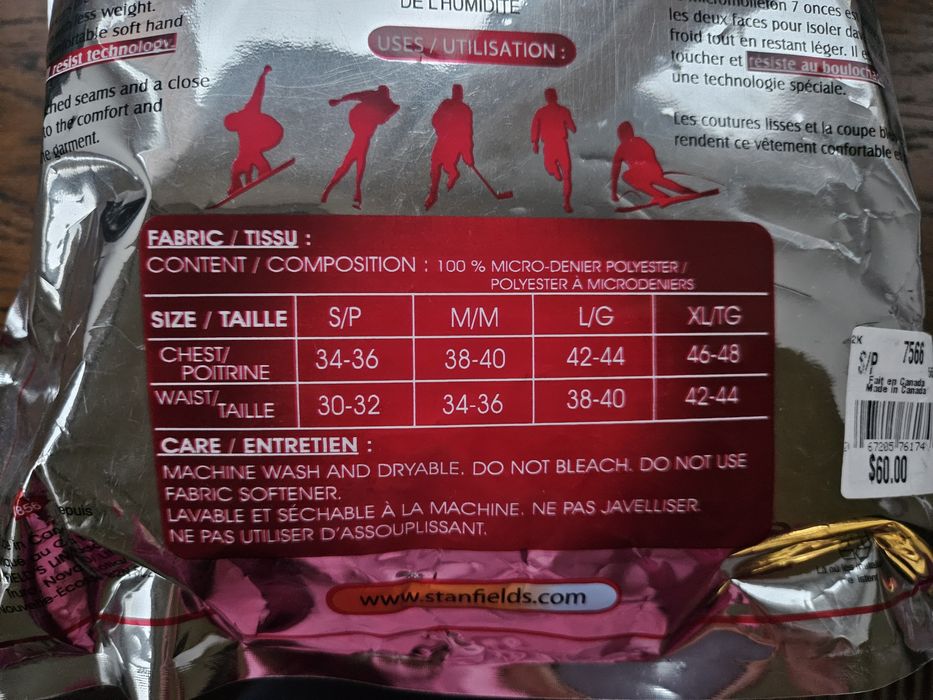 DE L'HUMIDITÉ
less weight.
soft hand
resist technology.
seams and a close
to the comfort and
garment.
USES / UTILISATION :
7 onces
les deux faces pour isoler
froid tout en restant léger. Il
toucher et résiste au
une technologie spéciale.
Les coutures lisses et la coupe
rendent ce vêtement confortable
FABRIC / TISSU :
CONTENT / COMPOSITION : 100 % MICRO-DENIER POLYESTER /
POLYESTER À MICRODENIERS
SIZE / TAILLE S/P M/M L/G XL/TG
CHEST/ POITRINE 34-36 38-40 42-44 46-48
WAIST/ TAILLE 30-32 34-36 38-40 42-44
CARE / ENTRETIEN :
MACHINE WASH AND DRYABLE. DO NOT BLEACH. DO NOT USE
FABRIC SOFTENER.
LAVABLE ET SÉCHABLE À LA MACHINE. NE PAS JAVELLISER.
NE PAS UTILISER D'ASSOUPLISSANT.
www.stanfields.com
2K
S/P 7566
Fait en Canada
Made in Canada
67205 76174
$60.00
1856